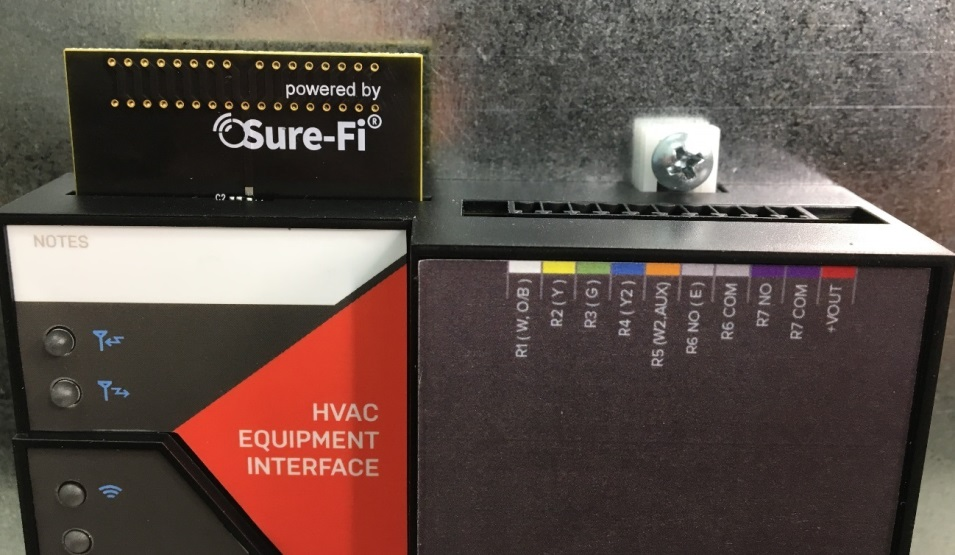 powered by
Sure-Fi®
C2
NOTES
HVAC
EQUIPMENT
INTERFACE
R1 ( W, O/B )
R2 ( Y )
R3 ( G )
R4 ( Y2 )
R5 (W2,AUX)
R6 NO ( E )
R6 COM
R7 NO
R7 COM
+VOUT